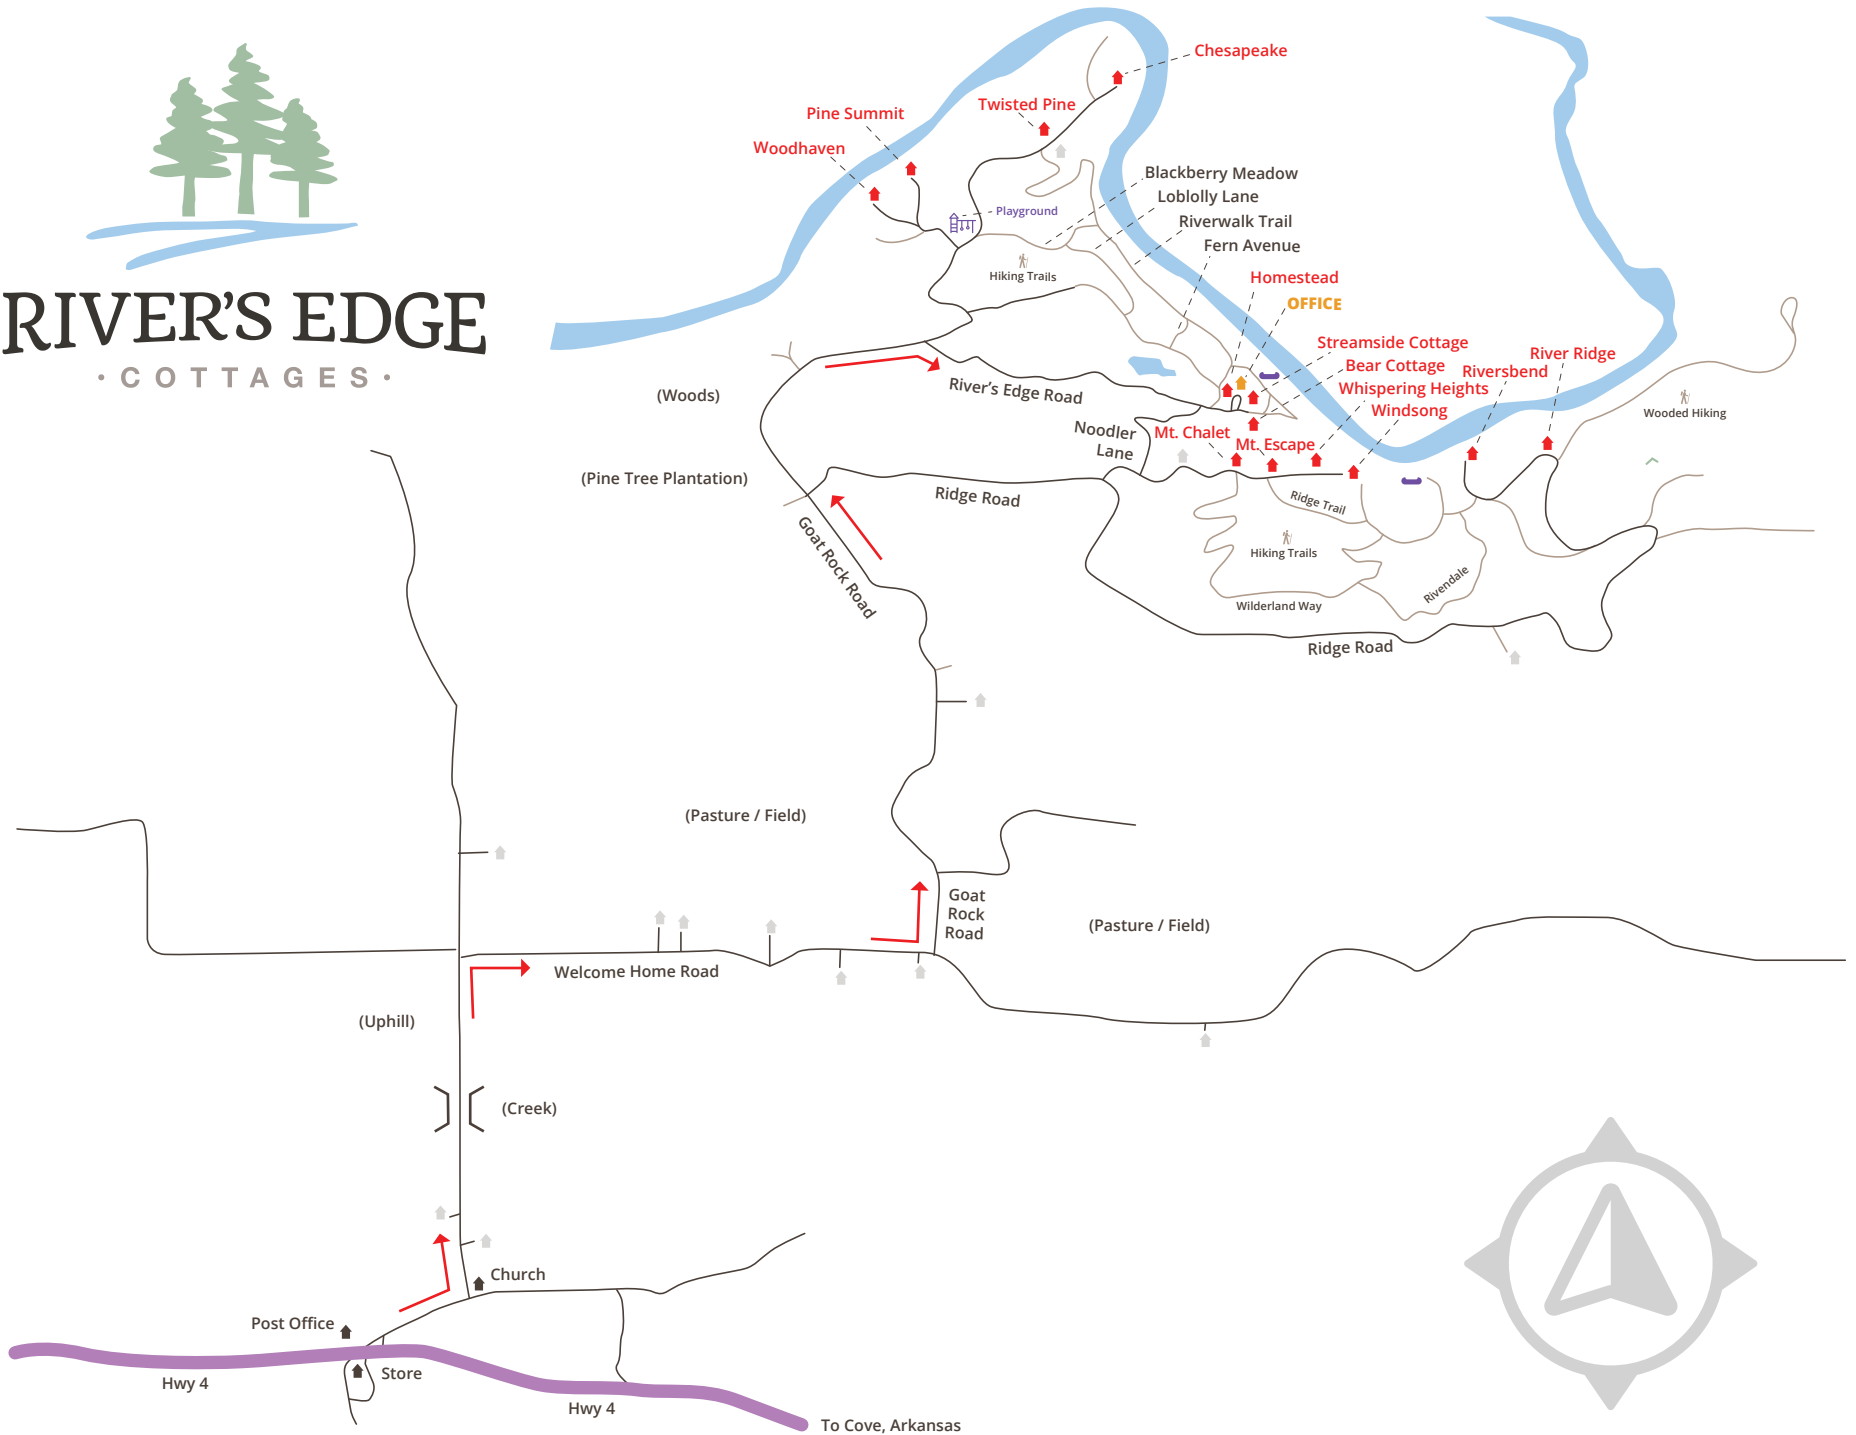 RIVER'S EDGE
• COTTAGES •
Chesapeake
Twisted Pine
Pine Summit
Woodhaven
Blackberry Meadow
Loblolly Lane
Playground
Riverwalk Trail
Fern Avenue
Hiking Trails
Homestead
OFFICE
Streamside Cottage
Bear Cottage
Whispering Heights
Windsong
River Ridge
Riversbend
Wooded Hiking
(Woods)
River's Edge Road
Noodler
Lane
Mt. Chalet
Mt. Escape
(Pine Tree Plantation)
Ridge Road
Ridge Trail
Goat Rock Road
Hiking Trails
Rivendale
Wilderland Way
Ridge Road
(Pasture / Field)
Goat
Rock
Road
(Pasture / Field)
Welcome Home Road
(Uphill)
(Creek)
Church
Post Office
Store
Hwy 4
Hwy 4
To Cove, Arkansas